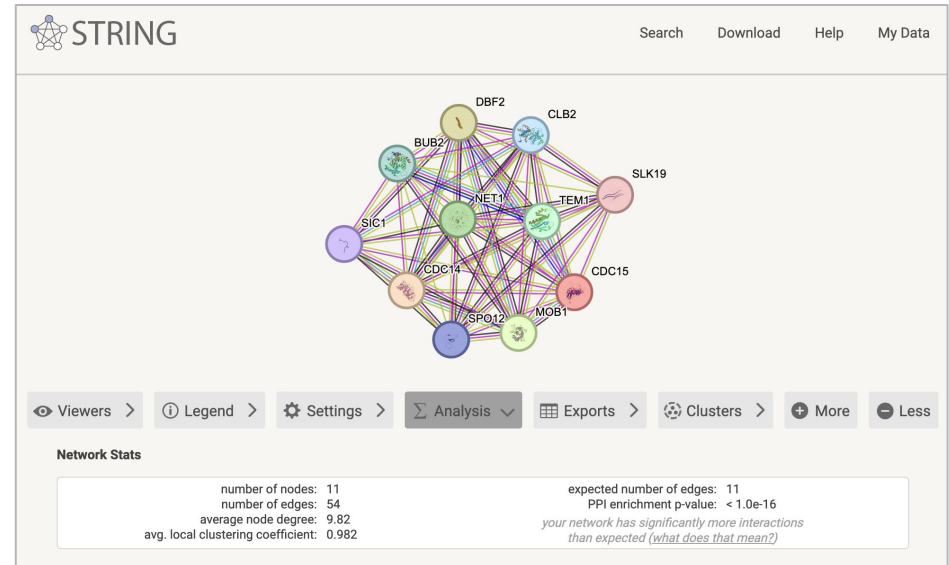 STRING
Search Download Help My Data
DBF2
CLB2
BUB2
SLK19
NET1
TEM1
SIC1
CDC14
CDC15
MOB1
SPO12
Viewers Legend Settings Analysis Exports Clusters More Less
Network Stats
number of nodes: 11
number of edges: 54
average node degree: 9.82
avg. local clustering coefficient: 0.982
expected number of edges: 11
PPI enrichment p-value: < 1.0e-16
your network has significantly more interactions
than expected (what does that mean?)